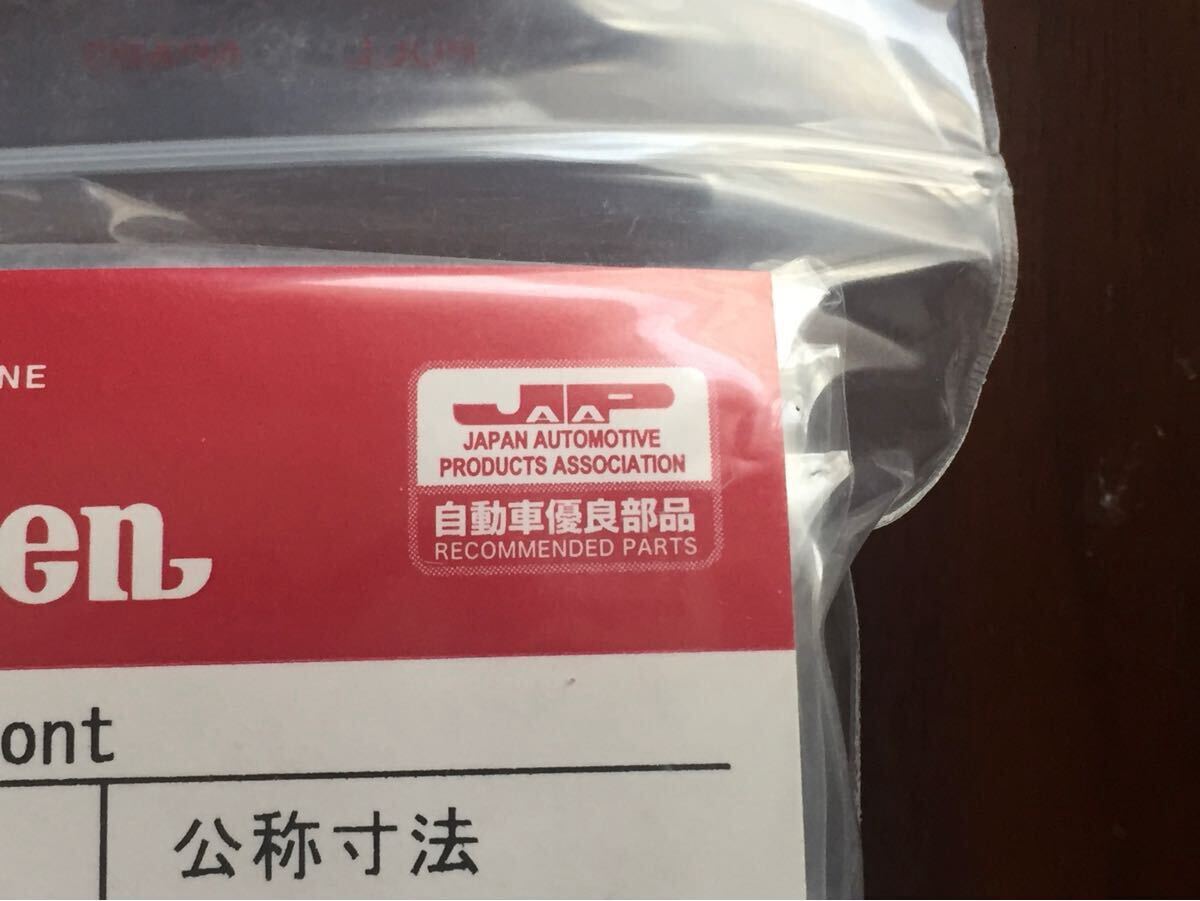 NE
JAAP
JAPAN AUTOMOTIVE
PRODUCTS ASSOCIATION
自動車優良部品
RECOMMENDED PARTS
en
ont
公称寸法